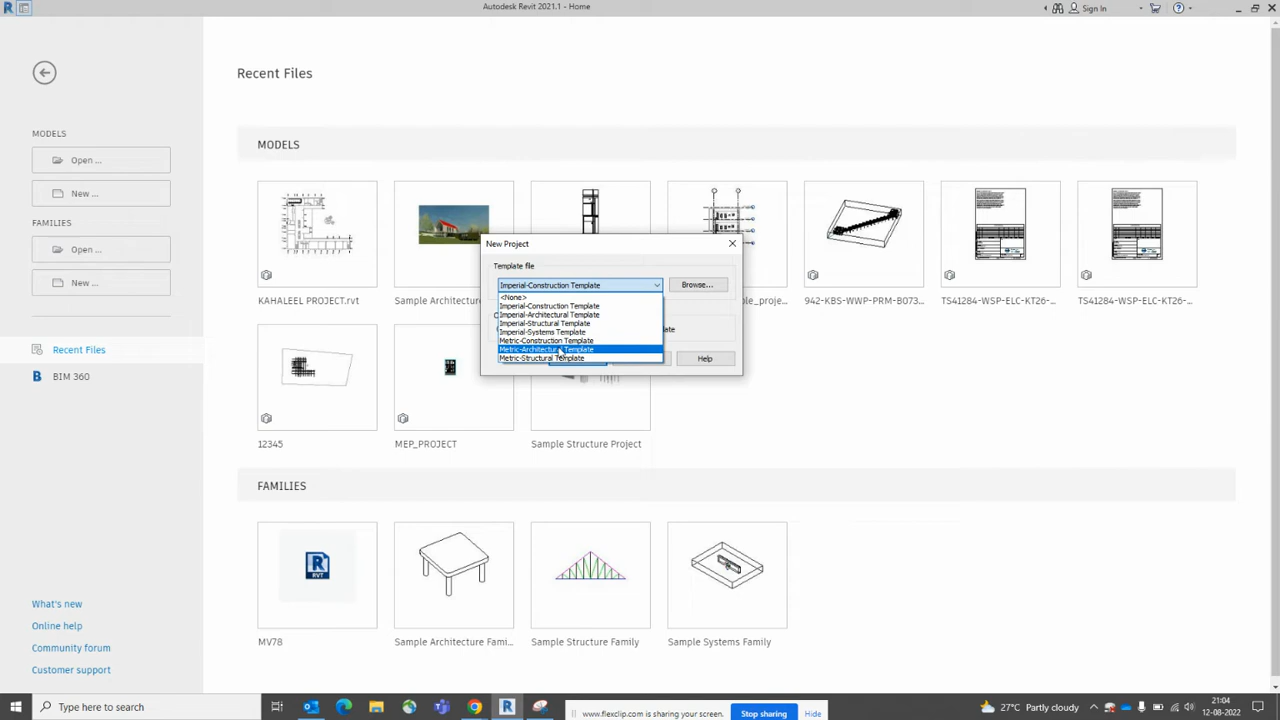 Autodesk Revit 2021.1 - Home
Sign In
Recent Files
MODELS
Open ...
New ...
FAMILIES
Open ...
New ...
Recent Files
BIM 360
What's new
Online help
Community forum
Customer support
MODELS
KAHALEEL PROJECT.rvt
Sample Architectur
ple_proje...
942-KBS-WWP-PRM-B073...
TS41284-WSP-ELC-KT26-...
TS41284-WSP-ELC-KT26-...
12345
MEP_PROJECT
Sample Structure Project
New Project
Template file
Imperial-Construction Template
Browse...
<None>
Imperial-Construction Template
Imperial-Architectural Template
Imperial-Structural Template
Imperial-Systems Template
Metric-Construction Template
Metric-Architectural Template
Metric-Structural Template
Help
FAMILIES
RVT
MV78
Sample Architecture Fami...
Sample Structure Family
Sample Systems Family
Type here to search
www.flexclip.com is sharing your screen.
Stop sharing
Hide
27°C Partly cloudy
21:04
12-08-2022